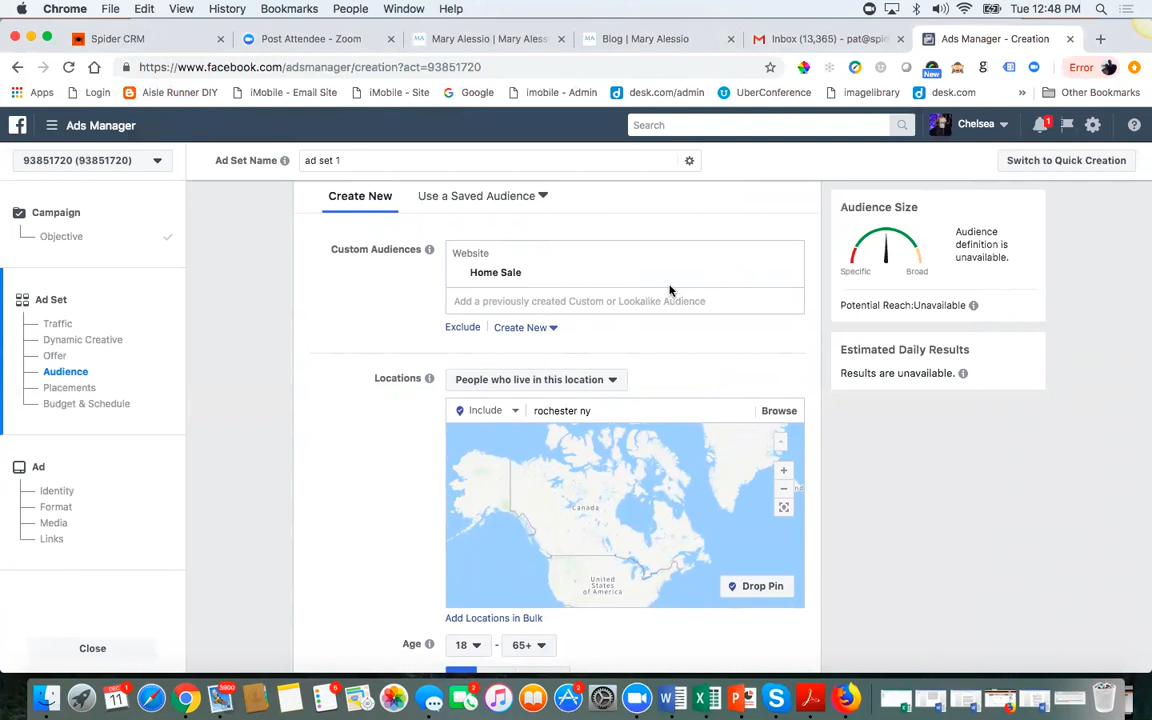 Chrome File Edit View History Bookmarks People Window Help Tue 12:48 PM
Spider CRM Post Attendee - Zoom Mary Alessio | Mary Aless Blog | Mary Alessio Inbox (13,365) - pat@spi Ads Manager - Creation
https://www.facebook.com/adsmanager/creation?act=93851720 New Error
Apps Login Aisle Runner DIY iMobile - Email Site iMobile - Site Google imobile - Admin desk.com/admin UberConference imagelibrary desk.com » Other Bookmarks
Ads Manager Search Chelsea 1
93851720 (93851720) Ad Set Name ad set 1 Switch to Quick Creation
Campaign
Objective
Ad Set
Traffic
Dynamic Creative
Offer
Audience
Placements
Budget & Schedule
Ad
Identity
Format
Media
Links
Close
Create New Use a Saved Audience
Custom Audiences Website
Home Sale
Add a previously created Custom or Lookalike Audience
Exclude Create New
Locations People who live in this location
Include rochester ny Browse
Canada
United
States
of America
Drop Pin
Add Locations in Bulk
Age 18 - 65+
Audience Size
Audience
definition is
unavailable.
Specific Broad
Potential Reach:Unavailable
Estimated Daily Results
Results are unavailable.
DEC
11